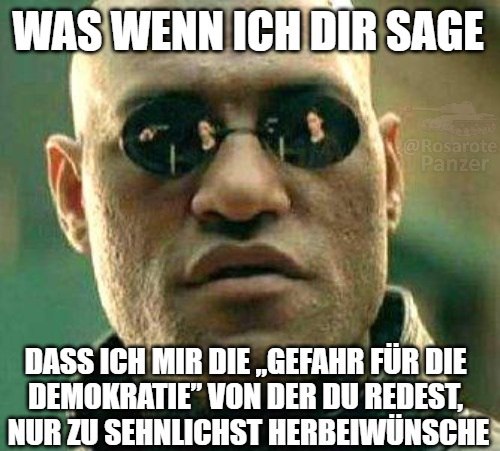 WAS WENN ICH DIR SAGE
@Rosarote
Panzer
DASS ICH MIR DIE „GEFAHR FÜR DIE
DEMOKRATIE” VON DER DU REDEST,
NUR ZU SEHNLICHST HERBEIWÜNSCHE